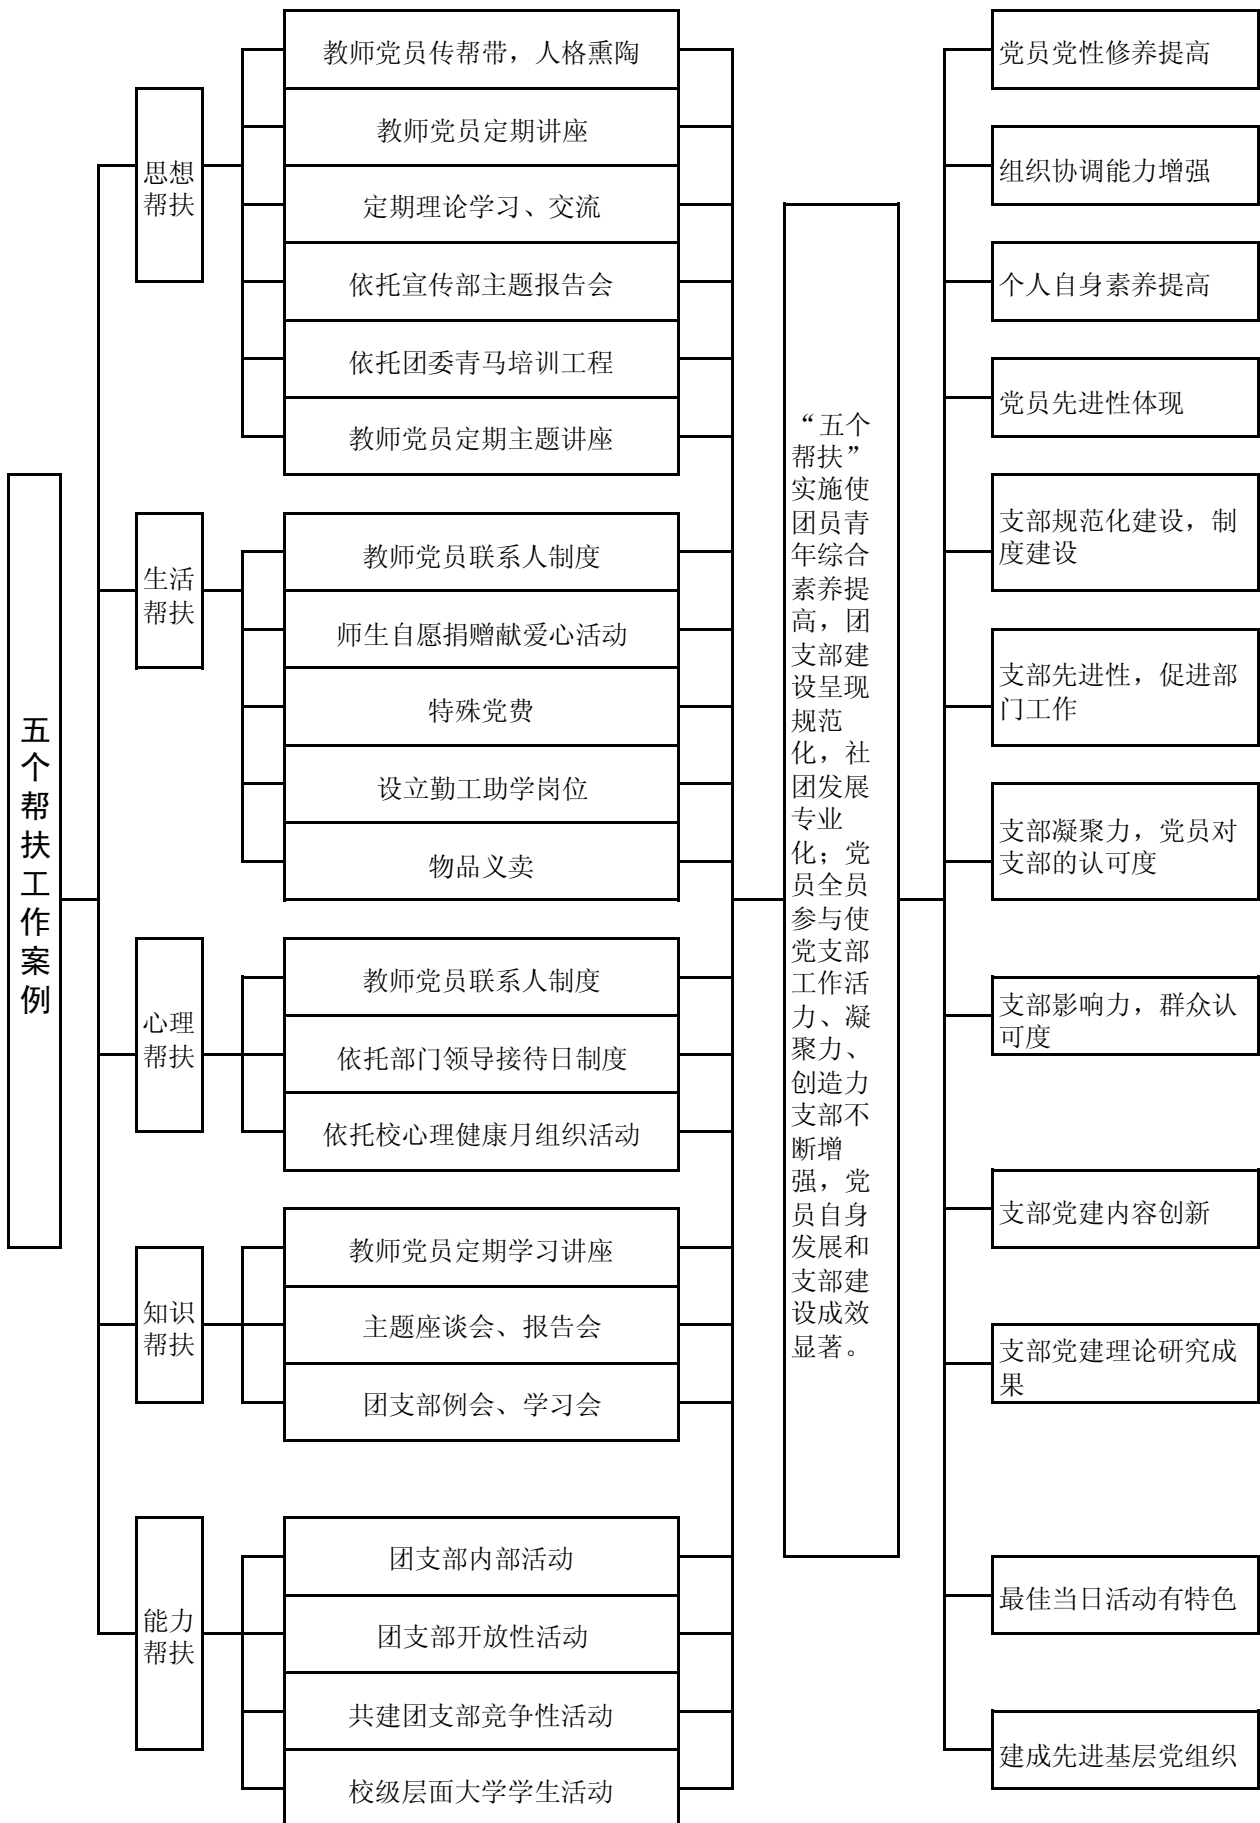 五个帮扶工作案例
思想
帮扶
教师党员传帮带，人格熏陶
教师党员定期讲座
定期理论学习、交流
依托宣传部主题报告会
依托团委青马培训工程
教师党员定期主题讲座
生活
帮扶
教师党员联系人制度
师生自愿捐赠献爱心活动
特殊党费
设立勤工助学岗位
物品义卖
心理
帮扶
教师党员联系人制度
依托部门领导接待日制度
依托校心理健康月组织活动
知识
帮扶
教师党员定期学习讲座
主题座谈会、报告会
团支部例会、学习会
能力
帮扶
团支部内部活动
团支部开放性活动
共建团支部竞争性活动
校级层面大学学生活动
“五个
帮扶”
实施使
团员青
年综合
素养提
高，团
支部建
设呈现
规范
化，社
团发展
专业
化；党
员全员
参与使
党支部
工作活
力、凝
聚力、
创造力
支部不
断增
强，党
员自身
发展和
支部建
设成效
显著。
党员党性修养提高
组织协调能力增强
个人自身素养提高
党员先进性体现
支部规范化建设，制
度建设
支部先进性，促进部
门工作
支部凝聚力，党员对
支部的认可度
支部影响力，群众认
可度
支部党建内容创新
支部党建理论研究成
果
最佳当日活动有特色
建成先进基层党组织